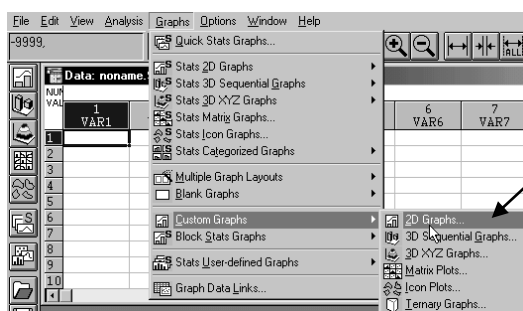 File Edit View Analysis Graphs Options Window Help
-9999,
Quick Stats Graphs...
Stats 2D Graphs
Stats 3D Sequential Graphs
Stats 3D XYZ Graphs
Stats Matrix Graphs...
Stats Icon Graphs...
Stats Categorized Graphs
Multiple Graph Layouts
Blank Graphs
Custom Graphs
Block Stats Graphs
Stats User-defined Graphs
Graph Data Links...
2D Graphs...
3D Sequential Graphs...
3D XYZ Graphs...
Matrix Plots...
Icon Plots...
Ternary Graphs...
ALL
Data: noname.
NUM
VAL
1 6 7
VAR1 VAR6 VAR7
1
2
3
4
5
6
7
8
9
10